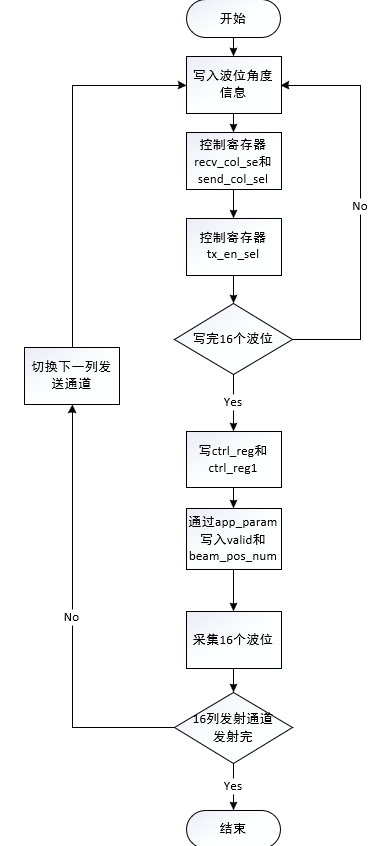 开始
写入波位角度
信息
控制寄存器
recv_col_se和
send_col_sel
No
控制寄存器
tx_en_sel
写完16个波位
切换下一列发
送通道
Yes
写ctrl_reg和
ctrl_reg1
通过app_param
写入valid和
beam_pos_num
No
采集16个波位
16列发射通道
发射完
Yes
结束